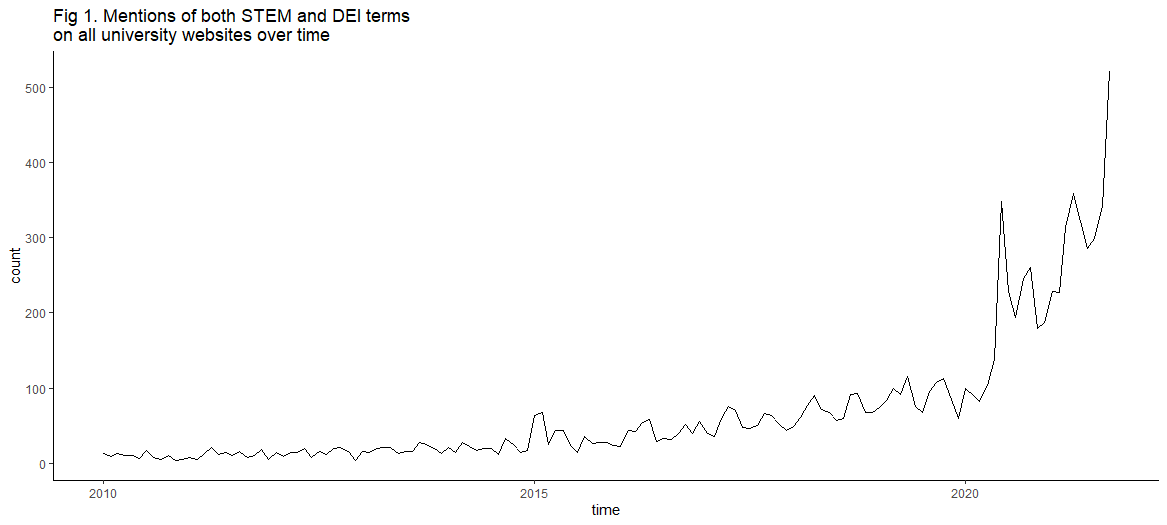 Fig 1. Mentions of both STEM and DEI terms
on all university websites over time
500
400
300
200
100
0
count
2010 2015 2020
time